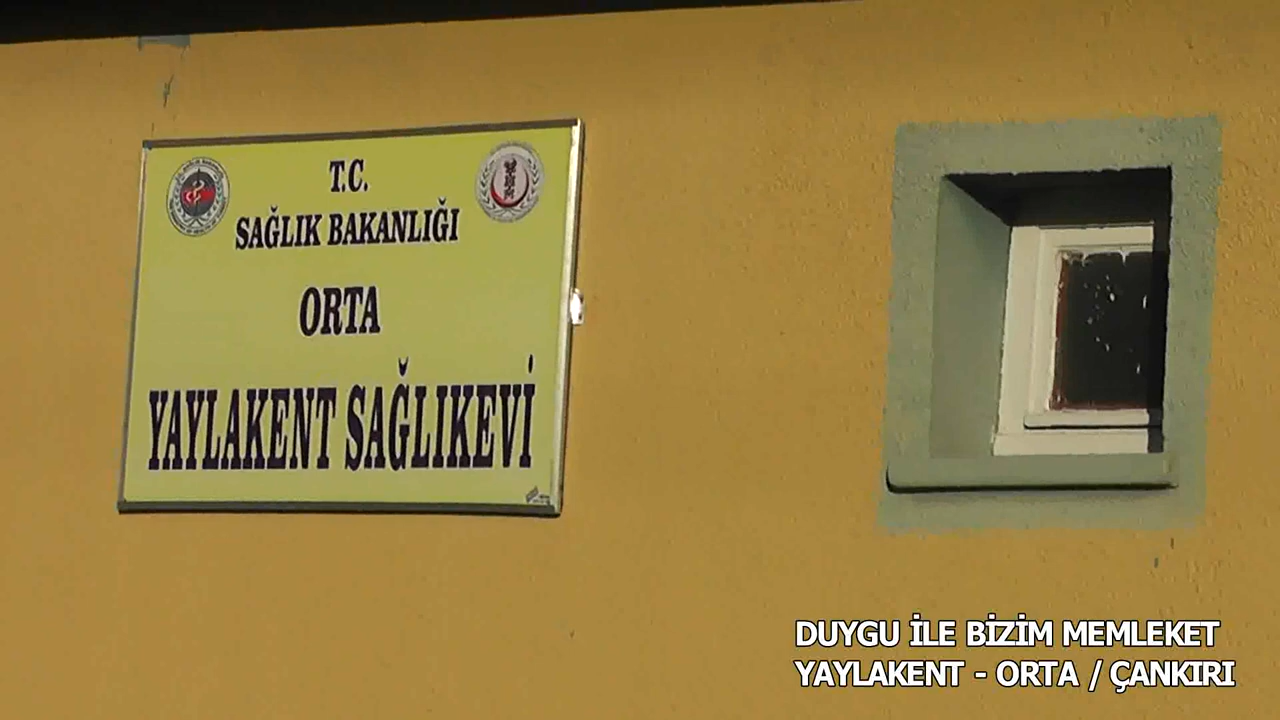 T.C.
SAĞLIK BAKANLIĞI
ORTA
YAYLAKENT SAĞLIKEVİ
DUYGU İLE BİZİM MEMLEKET
YAYLAKENT - ORTA / ÇANKIRI